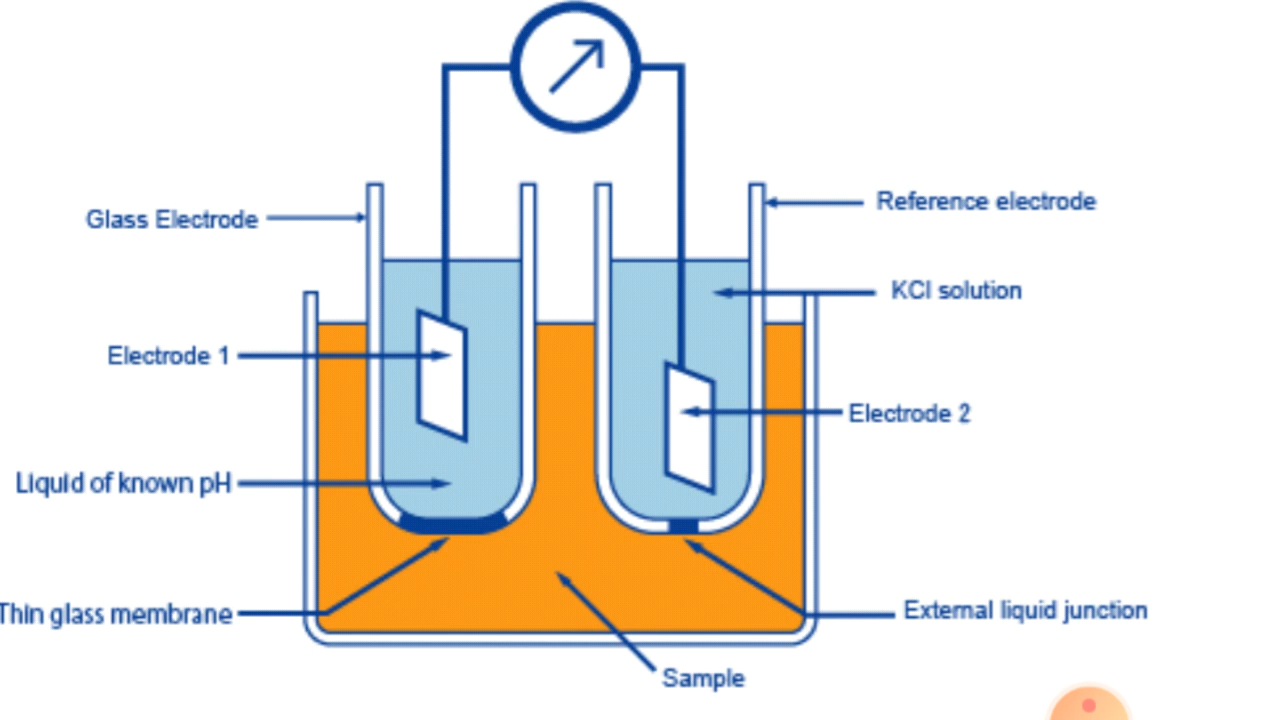 Glass Electrode
Reference electrode
KCl solution
Electrode 1
Electrode 2
Liquid of known pH
Thin glass membrane
External liquid junction
Sample